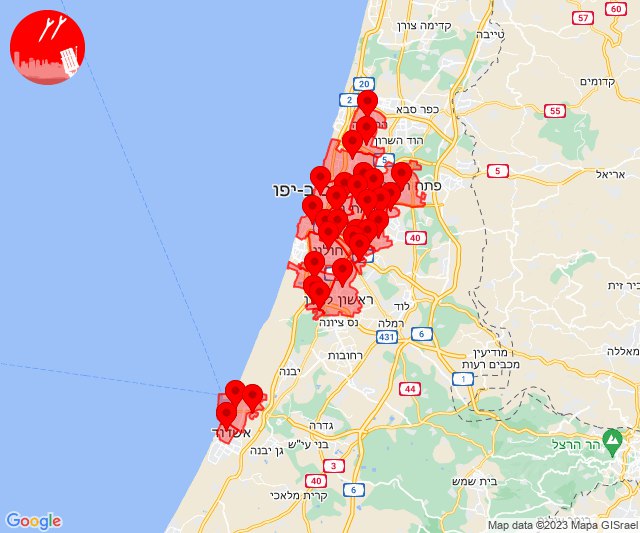 קדימה צורן
60
57
טייבה
20
2
כפר סבא
קדומים
55
הוד השרון
5
5
אריאל
פתח
40
חולון
ראשון
לוד
נס ציונה
רמלה
בית זית
431
6
רחובות
מודיעין
מכבים רעות
מאללה
יבנה
1
44
גדרה
אשדוד
בני עי"ש
גן יבנה
הר הרצל
3
40
6
בית שמש
קרית מלאכי
Google
Map data ©2023 Mapa GISrael